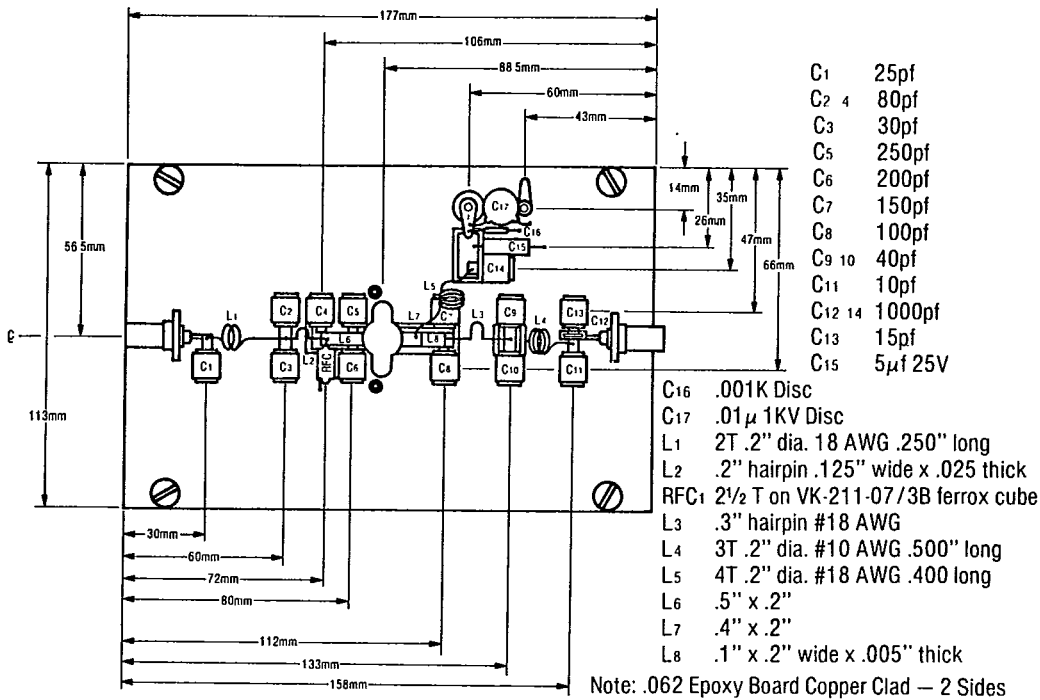 177mm
106mm
88 5mm
60mm
43mm
14mm
26mm
35mm
47mm
66mm
56 5mm
113mm
C17
C16
C15
C14
L5
L1
C2
C4
C5
L7
C7
L3
C9
L4
C13
C12
C1
C3
L2
RFC
L6
C6
L8
C8
C10
C11
30mm
60mm
72mm
80mm
112mm
133mm
158mm
C1 25pf
C2 4 80pf
C3 30pf
C5 250pf
C6 200pf
C7 150pf
C8 100pf
C9 10 40pf
C11 10pf
C12 14 1000pf
C13 15pf
C15 5µf 25V
C16 .001K Disc
C17 .01µ 1KV Disc
L1 2T .2" dia. 18 AWG .250" long
L2 .2" hairpin .125" wide x .025 thick
RFC1 2½ T on VK-211-07/3B ferrox cube
L3 .3" hairpin #18 AWG
L4 3T .2" dia. #10 AWG .500" long
L5 4T .2" dia. #18 AWG .400 long
L6 .5" x .2"
L7 .4" x .2"
L8 .1" x .2" wide x .005" thick
Note: .062 Epoxy Board Copper Clad — 2 Sides